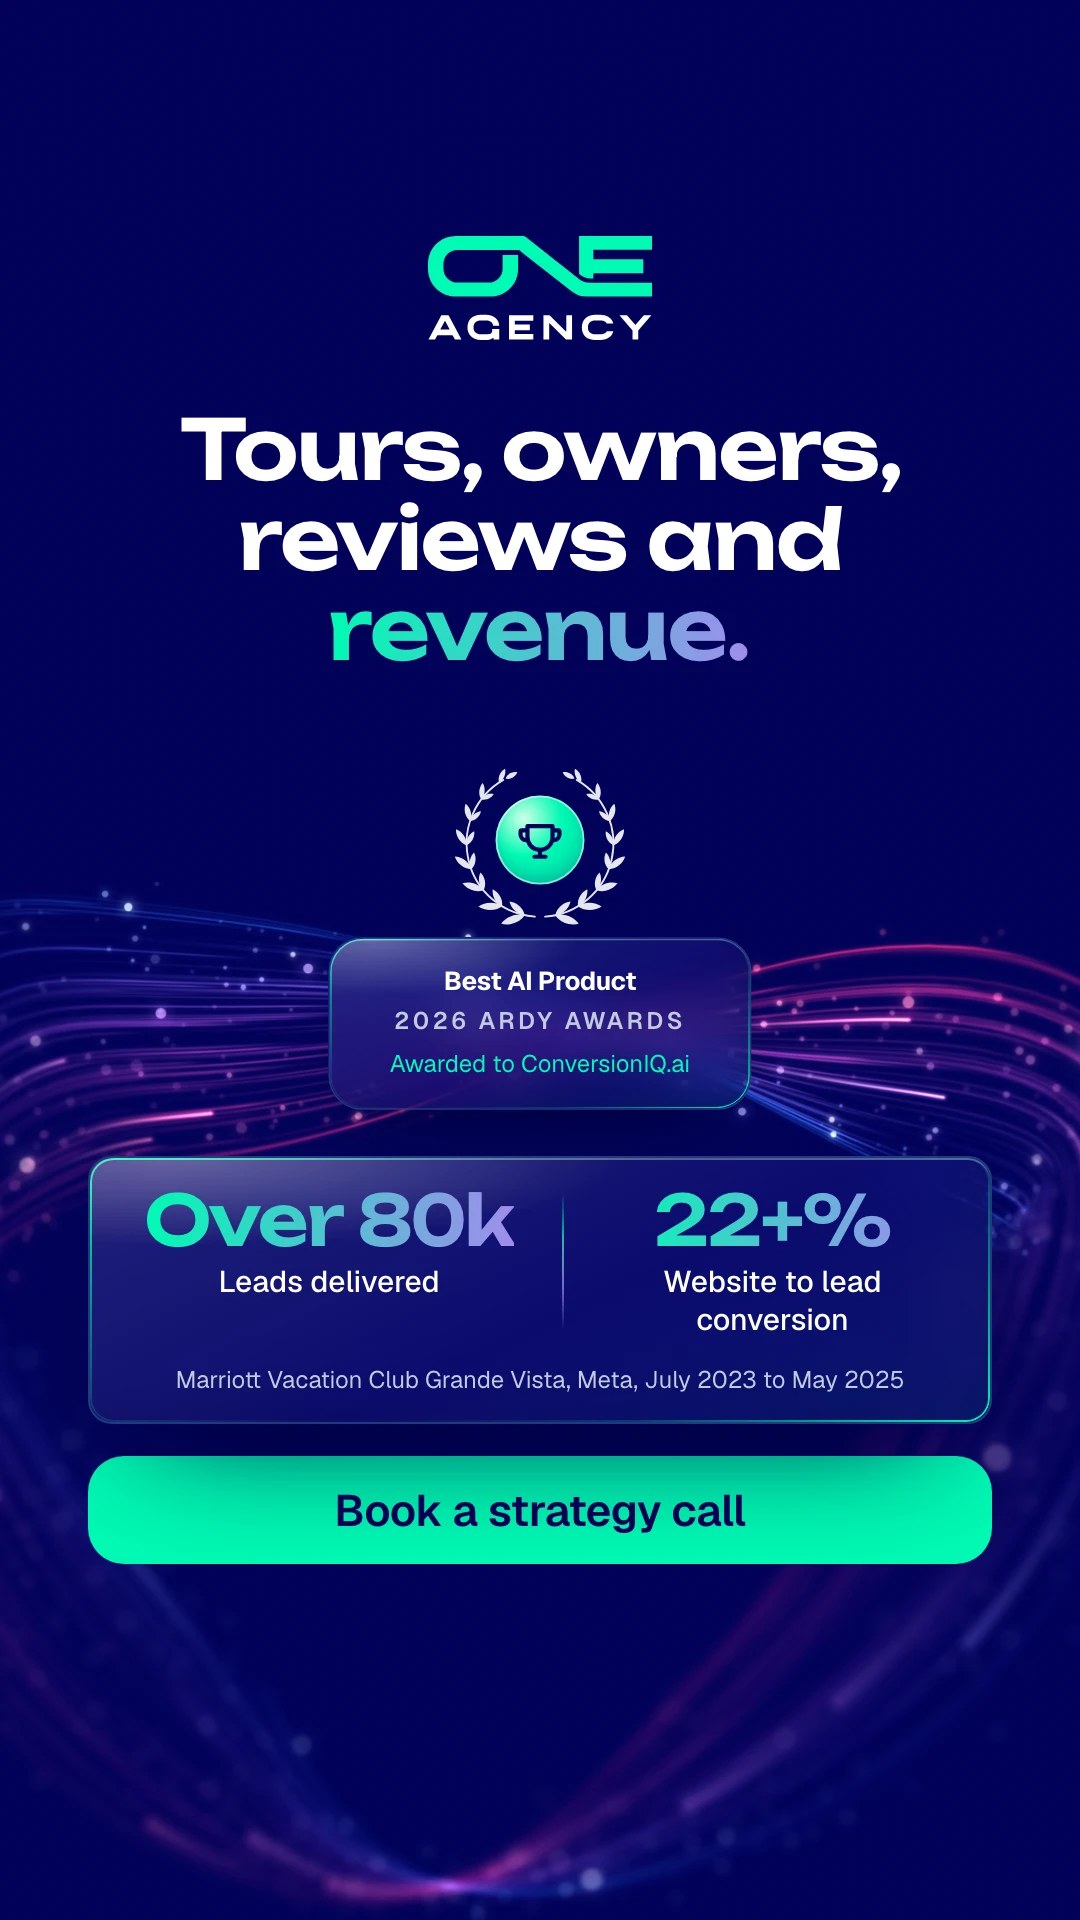 ONE
AGENCY
Tours, owners,
reviews and
revenue.
Best AI Product
2026 ARDY AWARDS
Awarded to ConversionIQ.ai
Over 80k
Leads delivered
22+%
Website to lead
conversion
Marriott Vacation Club Grande Vista, Meta, July 2023 to May 2025
Book a strategy call